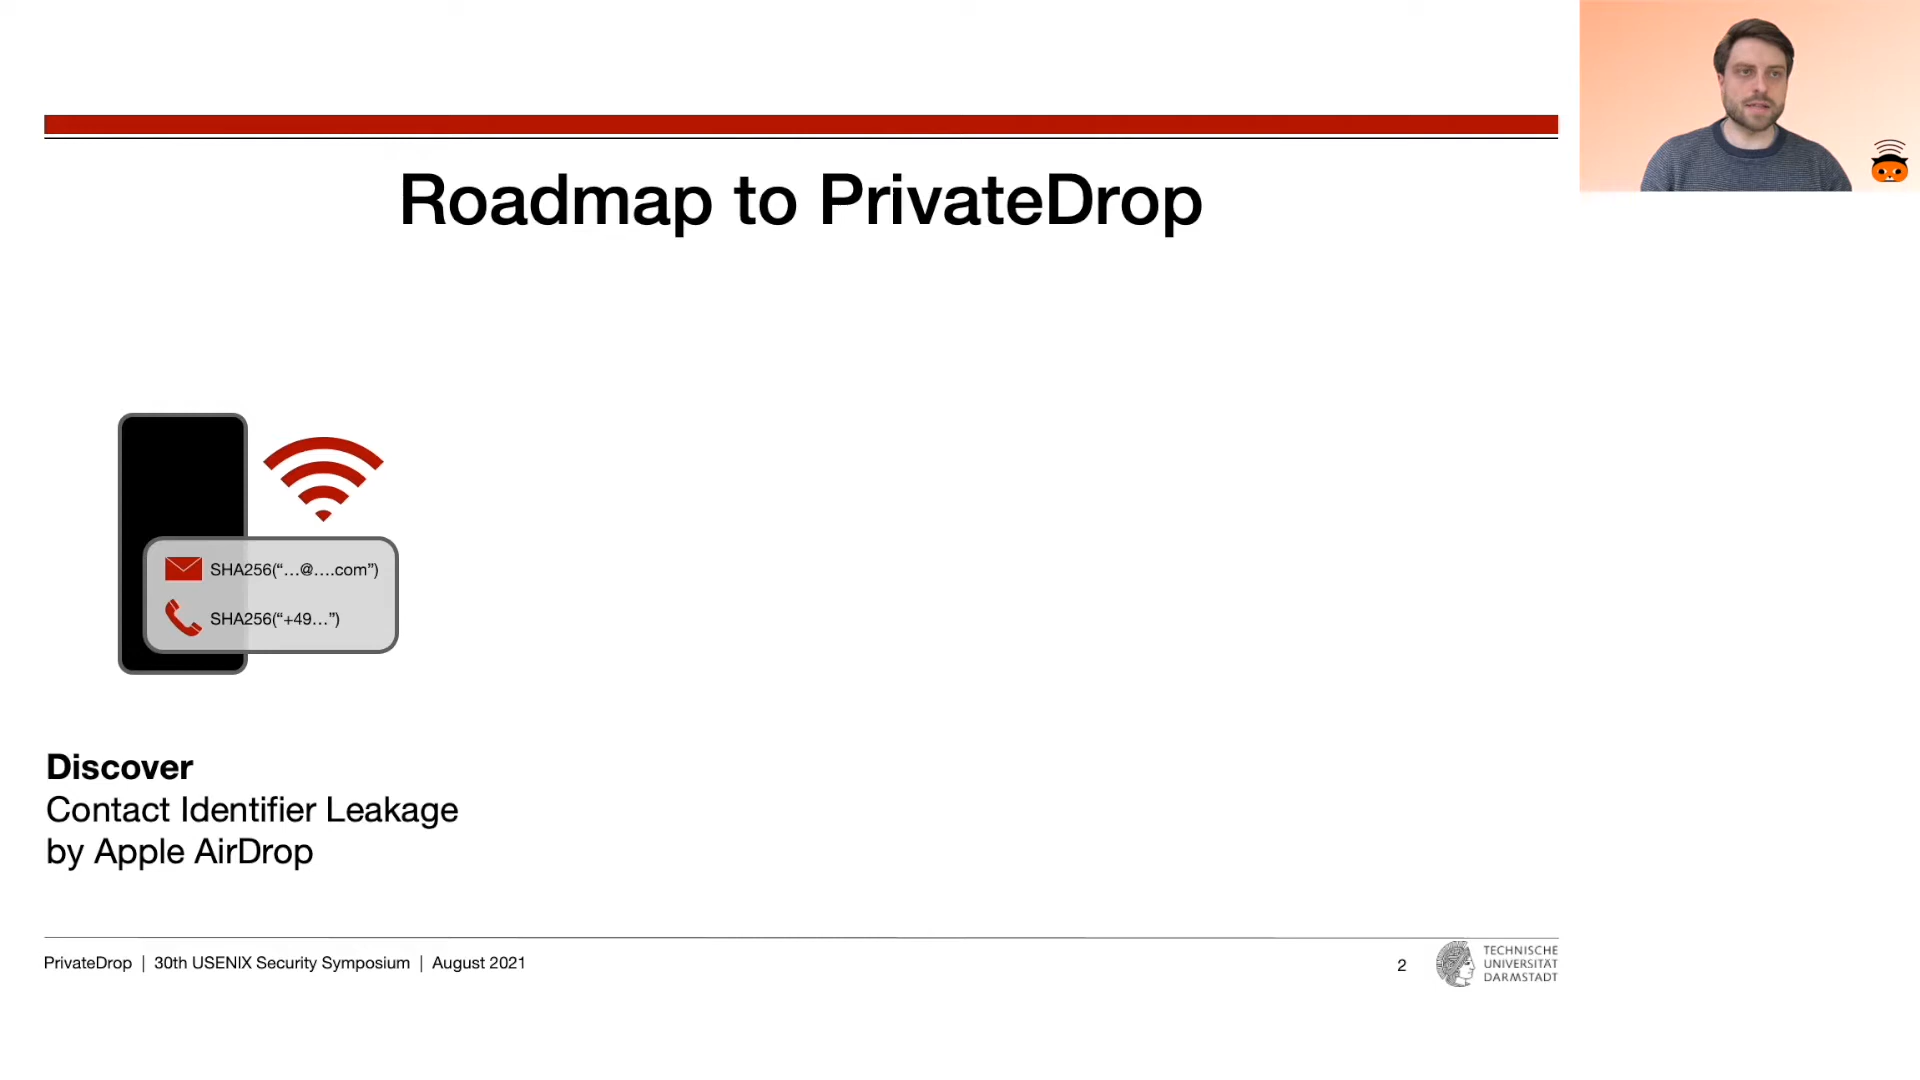 Roadmap to PrivateDrop
SHA256(“…@….com”)
SHA256(“+49…”)
Discover
Contact Identifier Leakage
by Apple AirDrop
PrivateDrop | 30th USENIX Security Symposium | August 2021
2
TECHNISCHE
UNIVERSITÄT
DARMSTADT